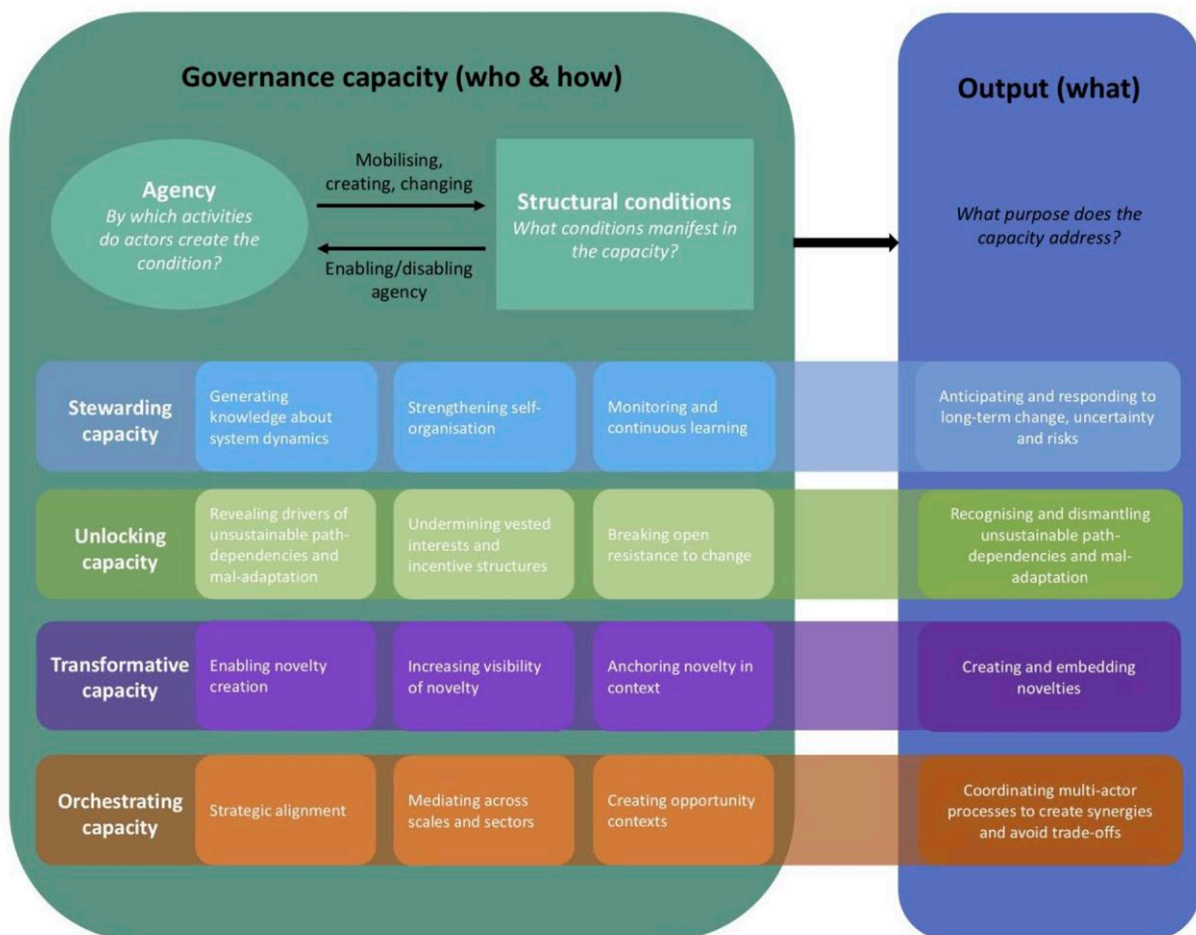 Governance capacity (who & how)
Output (what)
Agency
By which activities
do actors create the
condition?
Mobilising,
creating, changing
Enabling/disabling
agency
Structural conditions
What conditions manifest in
the capacity?
What purpose does the
capacity address?
Stewarding
capacity
Generating
knowledge about
system dynamics
Strengthening self-
organisation
Monitoring and
continuous learning
Anticipating and responding to
long-term change, uncertainty
and risks
Unlocking
capacity
Revealing drivers of
unsustainable path-
dependencies and
mal-adaptation
Undermining vested
interests and
incentive structures
Breaking open
resistance to change
Recognising and dismantling
unsustainable path-
dependencies and mal-
adaptation
Transformative
capacity
Enabling novelty
creation
Increasing visibility
of novelty
Anchoring novelty in
context
Creating and embedding
novelties
Orchestrating
capacity
Strategic alignment
Mediating across
scales and sectors
Creating opportunity
contexts
Coordinating multi-actor
processes to create synergies
and avoid trade-offs